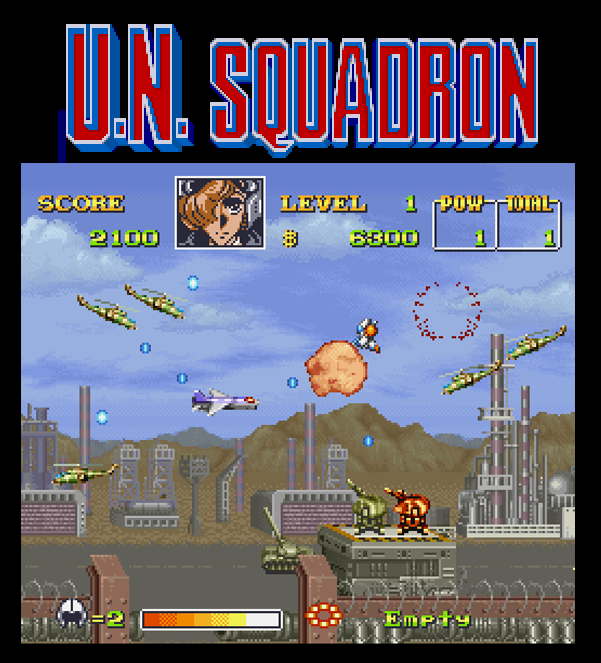 U.N. SQUADRON
SCORE LEVEL 1 POW TOTAL
2100 $ 6300 1 1
=2 Empty